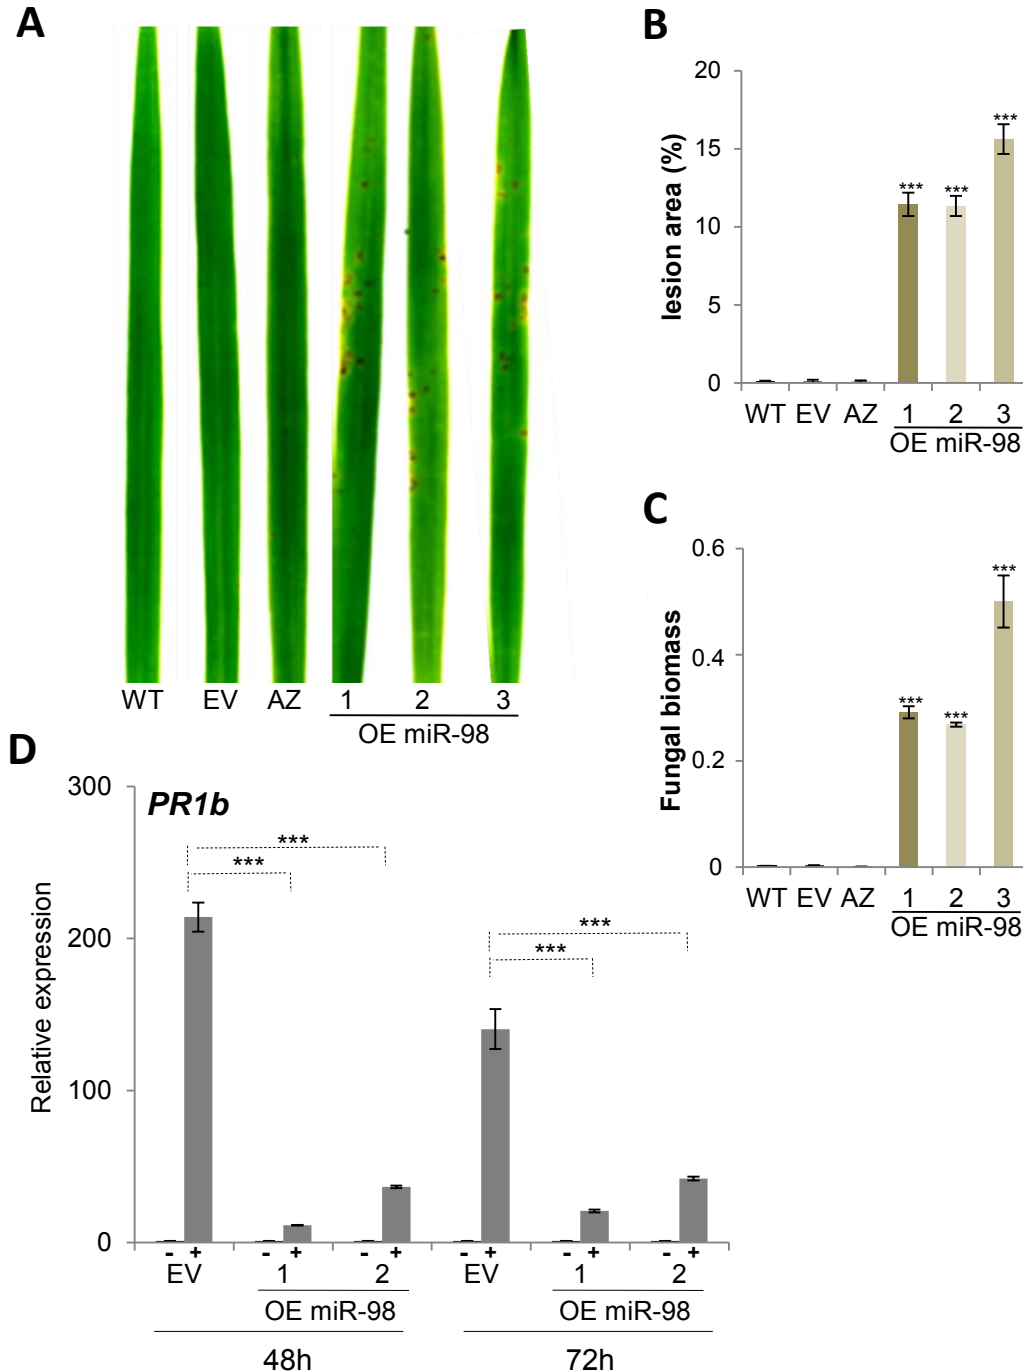 A
WT EV AZ 1 2 3
OE miR-98
B
lesion area (%)
20
15
10
5
0
*** *** ***
WT EV AZ 1 2 3
OE miR-98
C
Fungal biomass
0.6
0.4
0.2
0
*** *** ***
WT EV AZ 1 2 3
OE miR-98
D
PR1b
Relative expression
300
200
100
0
***
***
***
***
- + - + - + - + - + - +
EV 1 2 EV 1 2
OE miR-98 OE miR-98
48h 72h